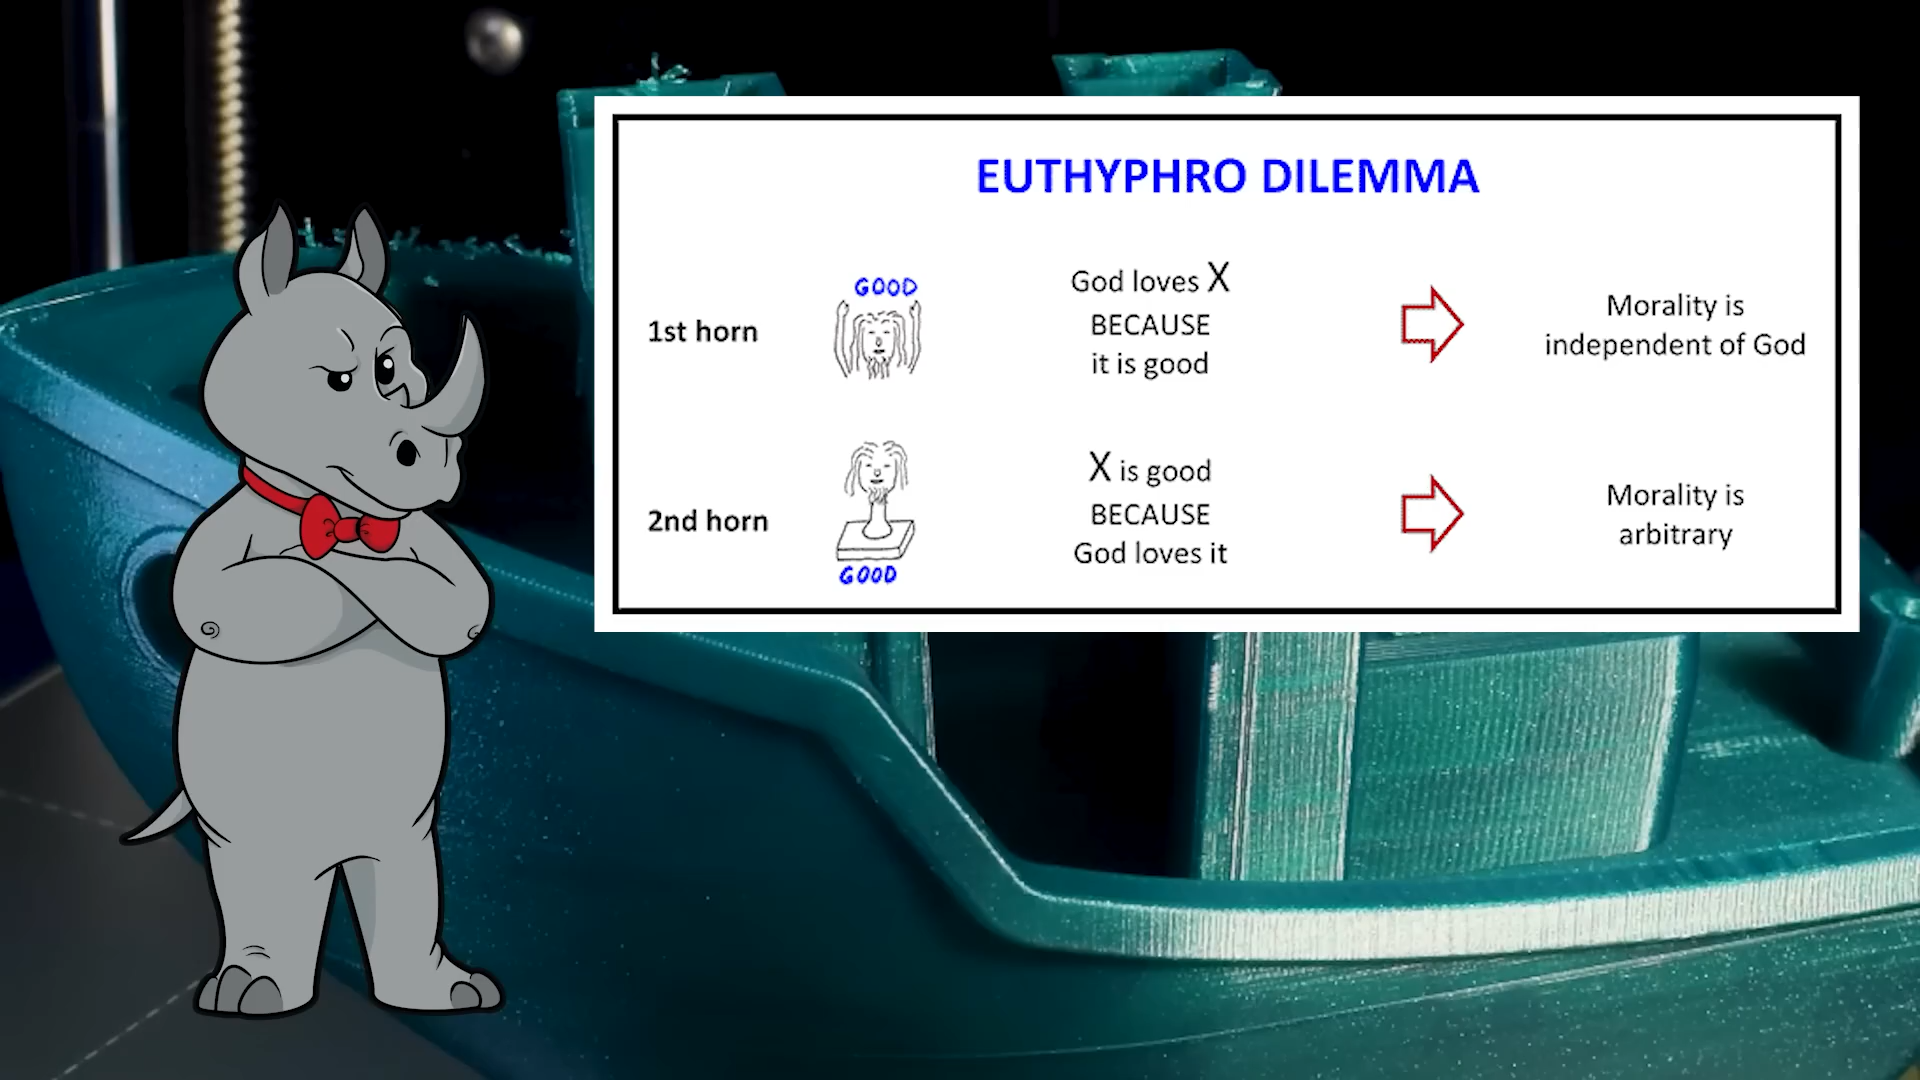 EUTHYPHRO DILEMMA
1st horn
GOOD
God loves X
BECAUSE
it is good
Morality is
independent of God
2nd horn
GOOD
X is good
BECAUSE
God loves it
Morality is
arbitrary